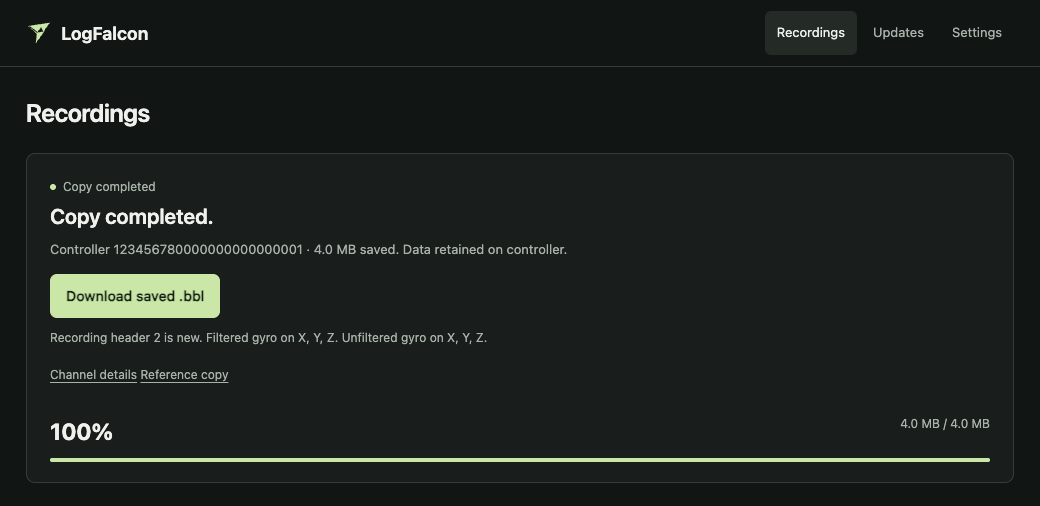 LogFalcon
Recordings
Updates
Settings
Recordings
Copy completed
Copy completed.
Controller 123456780000000000000001 · 4.0 MB saved. Data retained on controller.
Download saved .bbl
Recording header 2 is new. Filtered gyro on X, Y, Z. Unfiltered gyro on X, Y, Z.
Channel details Reference copy
100%
4.0 MB / 4.0 MB